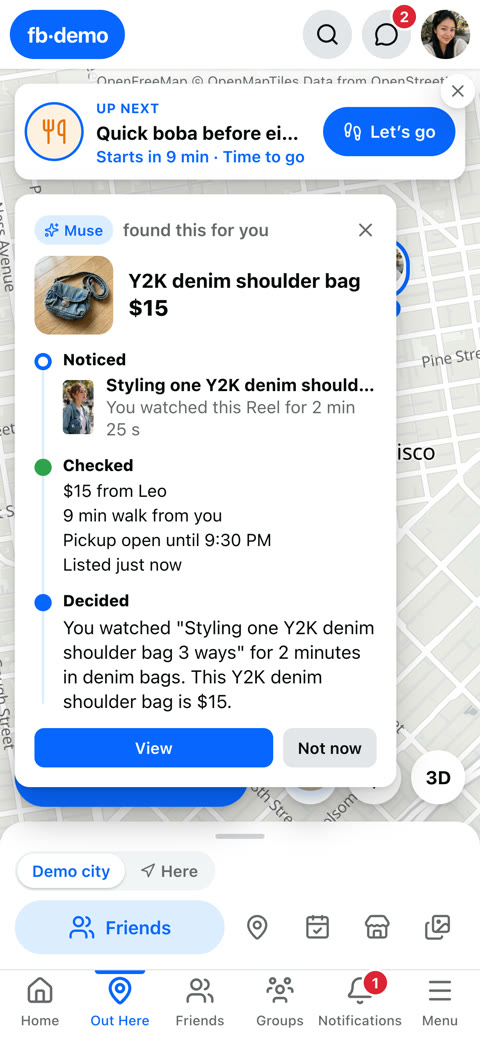 fb·demo
2
OpenFreeMap © OpenMapTiles Data from OpenStreet
UP NEXT
Quick boba before ei...
Starts in 9 min · Time to go
Let's go
Muse
found this for you
Y2K denim shoulder bag
$15
Noticed
Styling one Y2K denim should...
You watched this Reel for 2 min
25 s
Checked
$15 from Leo
9 min walk from you
Pickup open until 9:30 PM
Listed just now
Decided
You watched "Styling one Y2K denim
shoulder bag 3 ways" for 2 minutes
in denim bags. This Y2K denim
shoulder bag is $15.
View
Not now
Ness Avenue
Pine Stre
isco
Gough Street
3D
Demo city
Here
Friends
Home
Out Here
Friends
Groups
1
Notifications
Menu